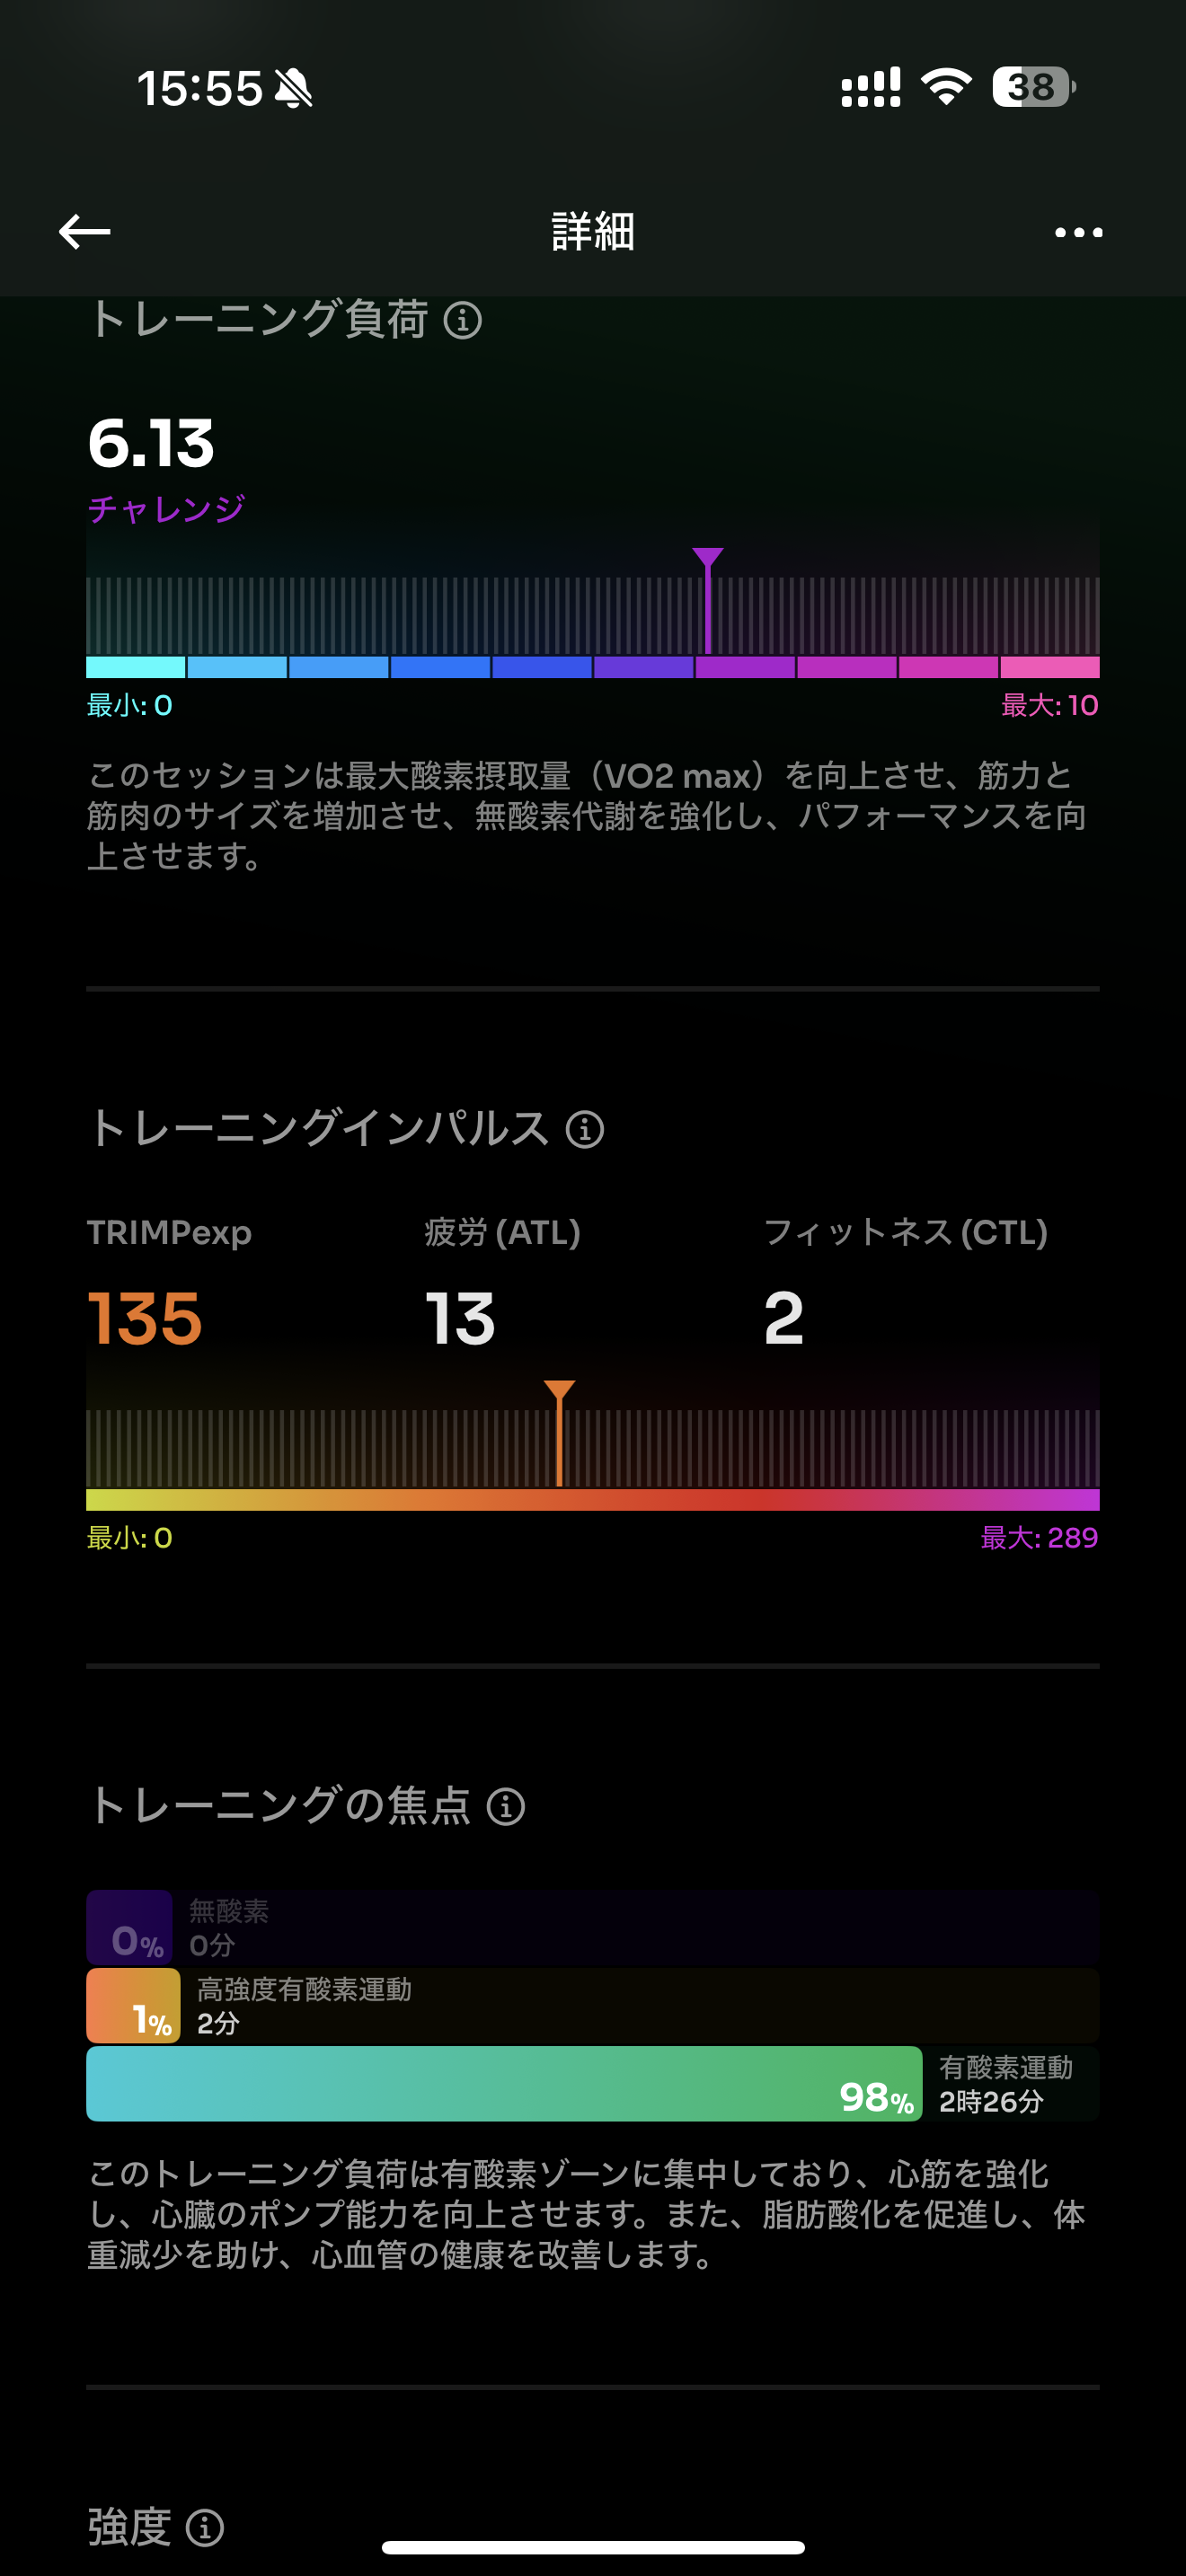 15:55
38
詳細
トレーニング負荷
6.13
チャレンジ
最小: 0
最大: 10
このセッションは最大酸素摂取量（VO2 max）を向上させ、筋力と
筋肉のサイズを増加させ、無酸素代謝を強化し、パフォーマンスを向
上させます。
トレーニングインパルス
TRIMPexp
疲労 (ATL)
フィットネス (CTL)
135
13
2
最小: 0
最大: 289
トレーニングの焦点
0%
無酸素
0分
1%
高強度有酸素運動
2分
98%
有酸素運動
2時26分
このトレーニング負荷は有酸素ゾーンに集中しており、心筋を強化
し、心臓のポンプ能力を向上させます。また、脂肪酸化を促進し、体
重減少を助け、心血管の健康を改善します。
強度